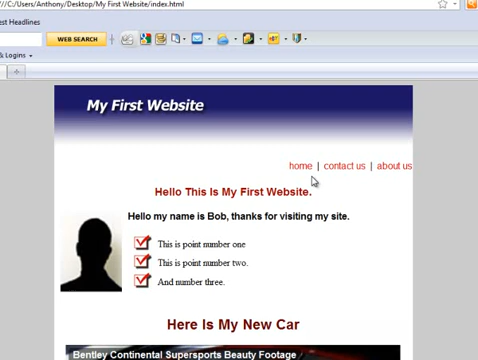 ///C:/Users/Anthony/Desktop/My First Website/index.html
est Headlines
WEB SEARCH
& Logins
My First Website
home | contact us | about us
Hello This Is My First Website.
Hello my name is Bob, thanks for visiting my site.
This is point number one
This is point number two.
And number three.
Here Is My New Car
Bentley Continental Supersports Beauty Footage